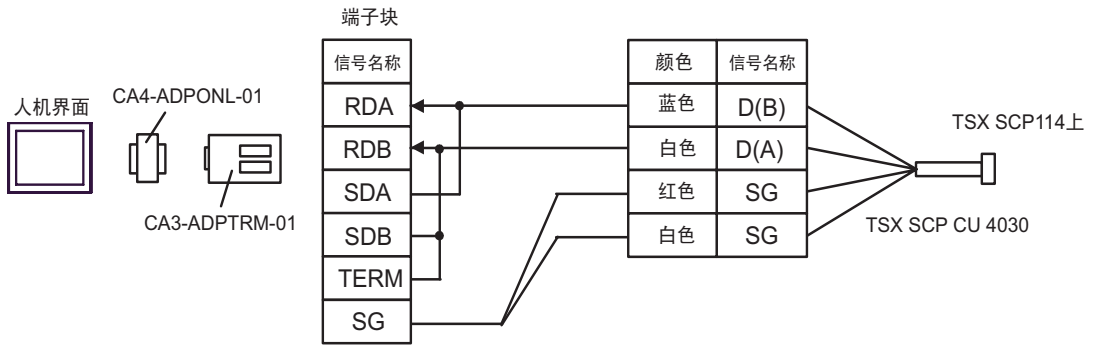 端子块
信号名称
RDA
RDB
SDA
SDB
TERM
SG
颜色 信号名称
蓝色 D(B)
白色 D(A)
红色 SG
白色 SG
人机界面
CA4-ADPONL-01
CA3-ADPTRM-01
TSX SCP114上
TSX SCP CU 4030